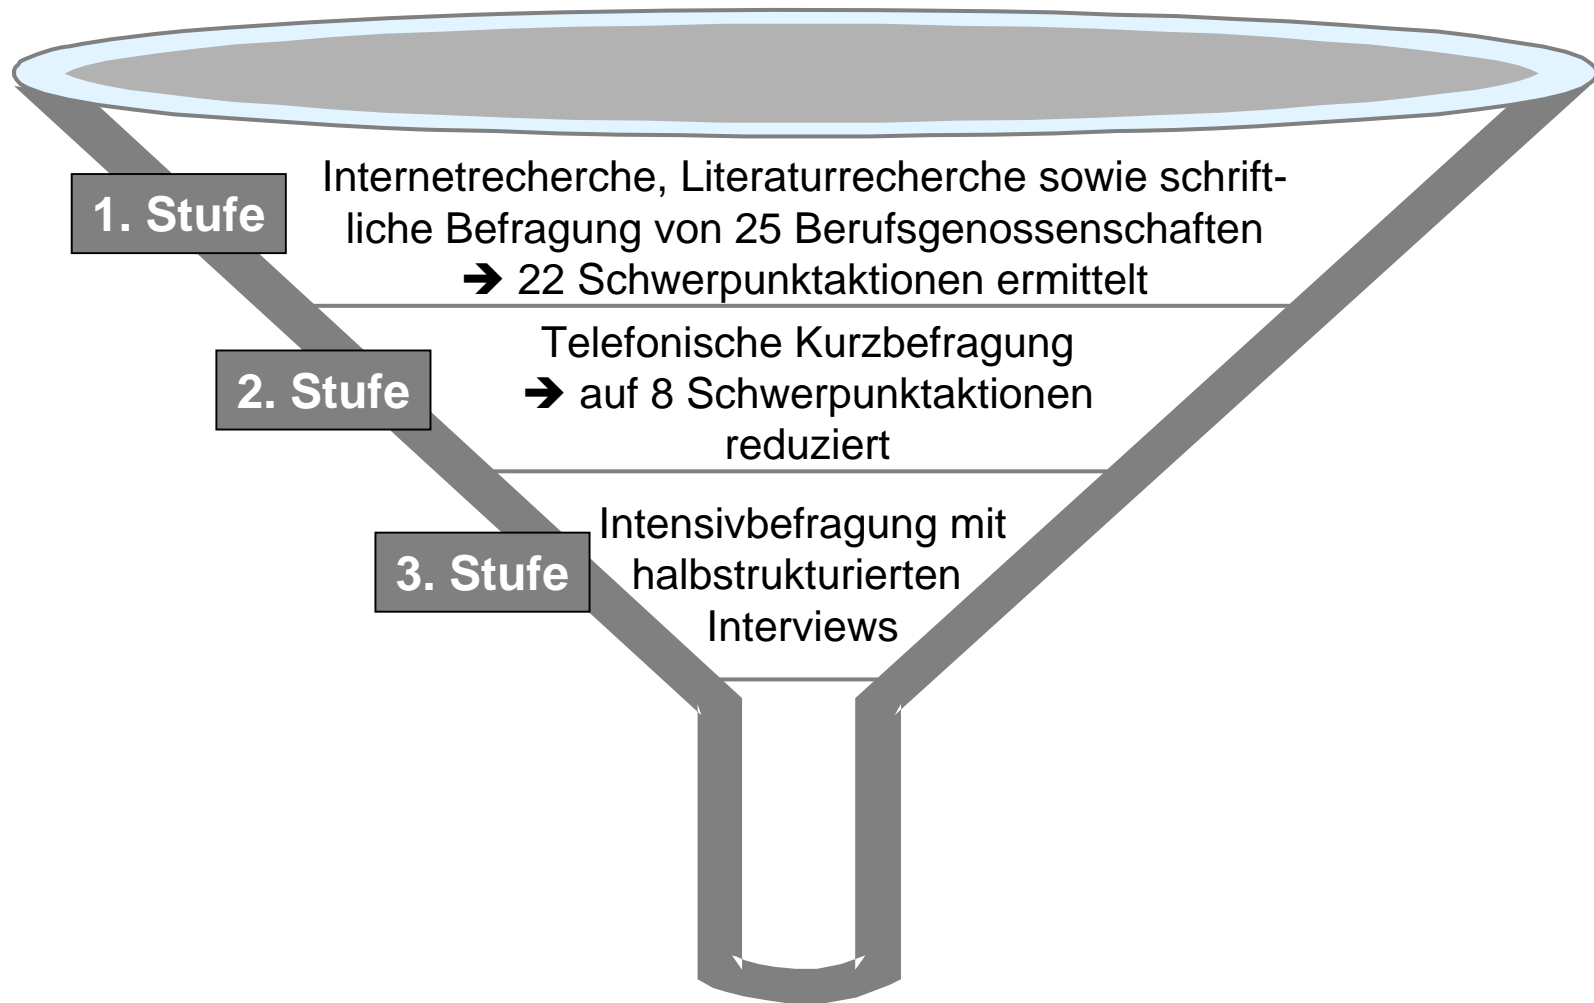 1. Stufe
Internetrecherche, Literaturrecherche sowie schrift-
liche Befragung von 25 Berufsgenossenschaften
➔ 22 Schwerpunktaktionen ermittelt
2. Stufe
Telefonische Kurzbefragung
➔ auf 8 Schwerpunktaktionen
reduziert
3. Stufe
Intensivbefragung mit
halbstrukturierten
Interviews